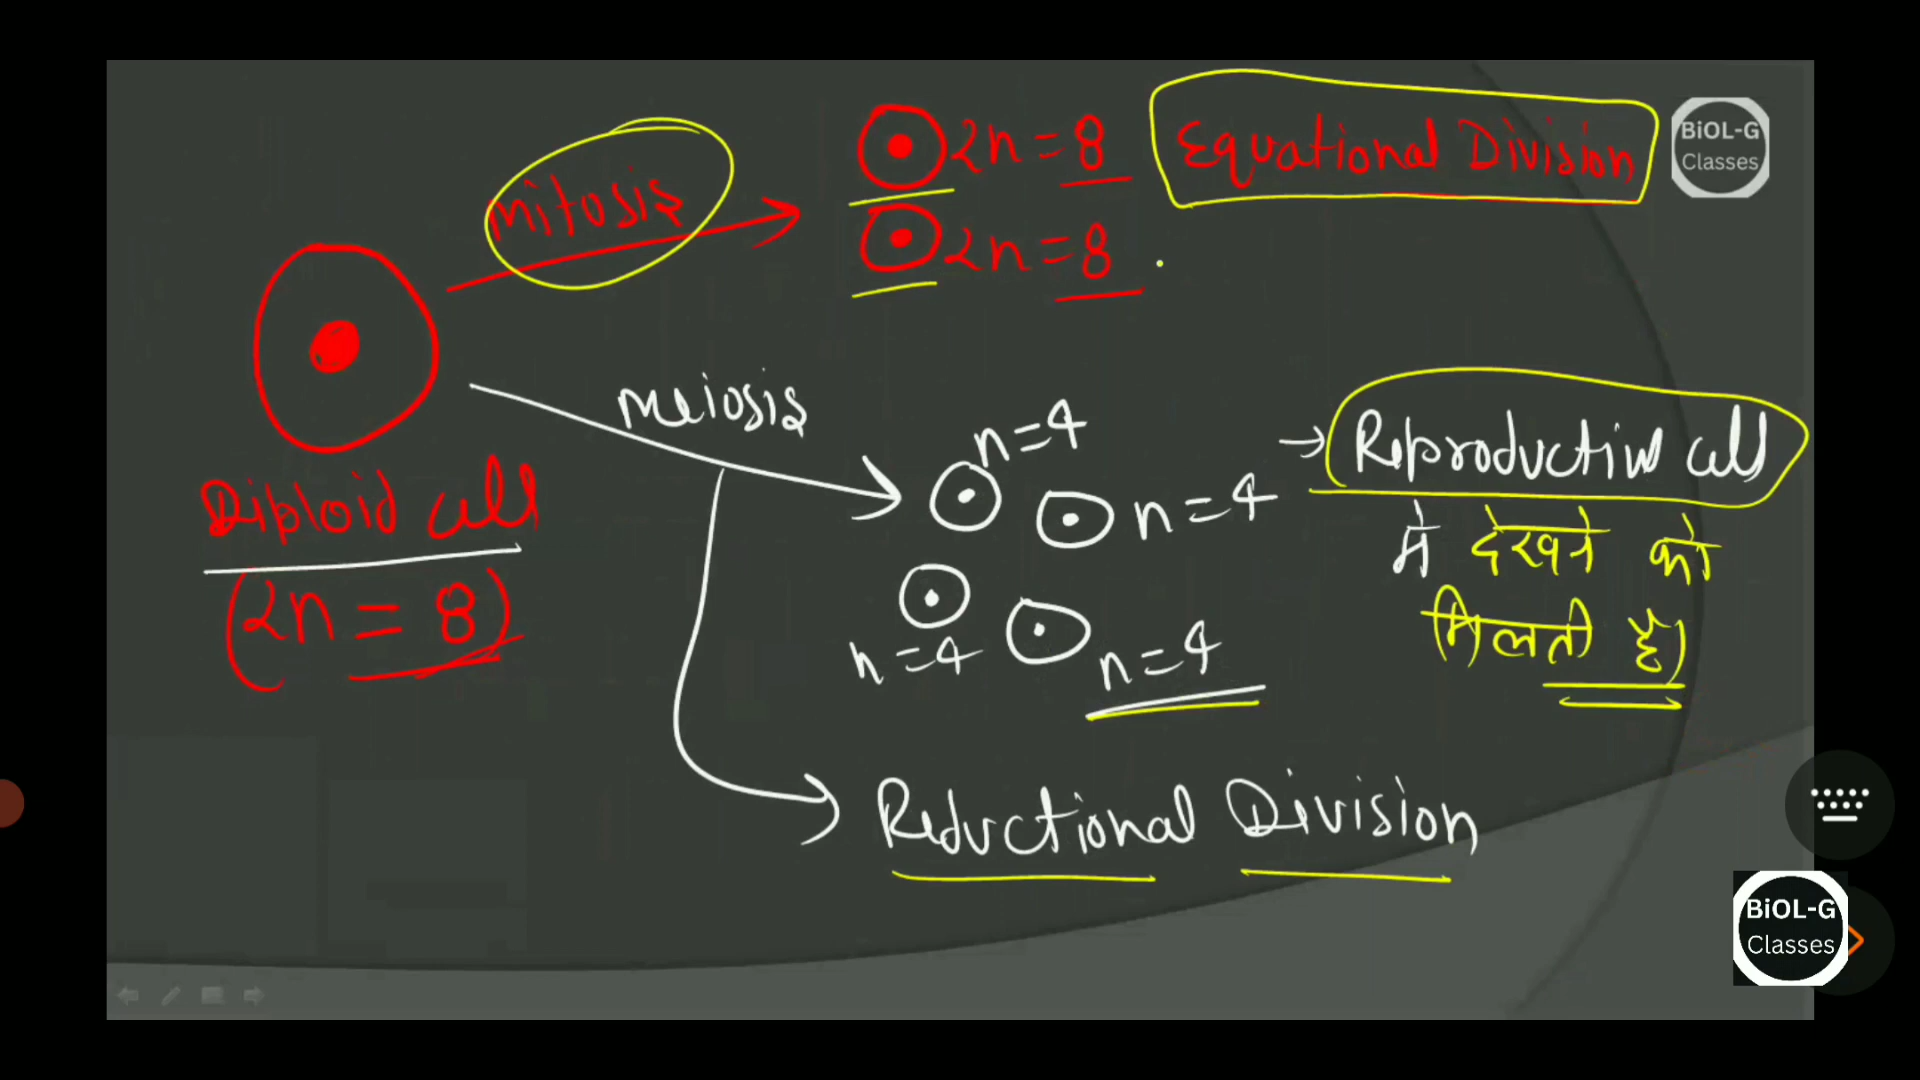 mitosis
2n = 8
Equational Division
BiOL-G
Classes
2n = 8
meiosis
n=4
→ Reproductive cell
n=4
Diploid cell
में देखने को
(2n = 8)
मिलती है।
n=4
n=4
Reductional Division
BiOL-G
Classes